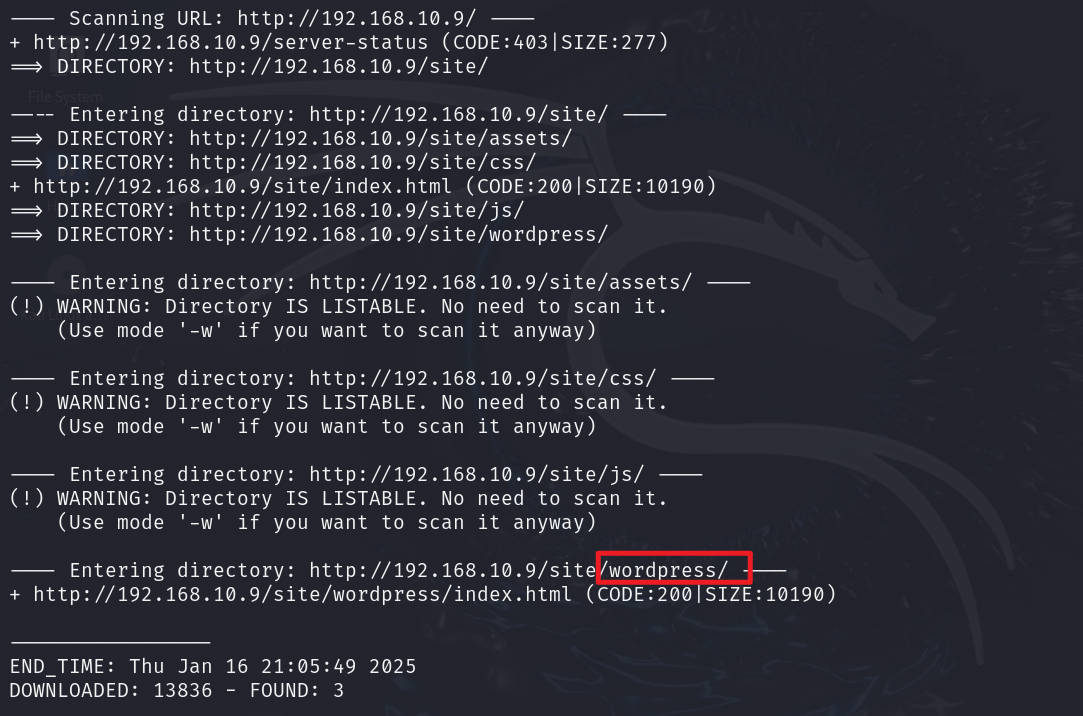 ---- Scanning URL: http://192.168.10.9/ ----
+ http://192.168.10.9/server-status (CODE:403|SIZE:277)
==> DIRECTORY: http://192.168.10.9/site/
File System
---- Entering directory: http://192.168.10.9/site/ ----
==> DIRECTORY: http://192.168.10.9/site/assets/
==> DIRECTORY: http://192.168.10.9/site/css/
+ http://192.168.10.9/site/index.html (CODE:200|SIZE:10190)
==> DIRECTORY: http://192.168.10.9/site/js/
==> DIRECTORY: http://192.168.10.9/site/wordpress/
---- Entering directory: http://192.168.10.9/site/assets/ ----
(!) WARNING: Directory IS LISTABLE. No need to scan it.
    (Use mode '-w' if you want to scan it anyway)
---- Entering directory: http://192.168.10.9/site/css/ ----
(!) WARNING: Directory IS LISTABLE. No need to scan it.
    (Use mode '-w' if you want to scan it anyway)
---- Entering directory: http://192.168.10.9/site/js/ ----
(!) WARNING: Directory IS LISTABLE. No need to scan it.
    (Use mode '-w' if you want to scan it anyway)
---- Entering directory: http://192.168.10.9/site/wordpress/ ----
+ http://192.168.10.9/site/wordpress/index.html (CODE:200|SIZE:10190)
-----------------
END_TIME: Thu Jan 16 21:05:49 2025
DOWNLOADED: 13836 - FOUND: 3